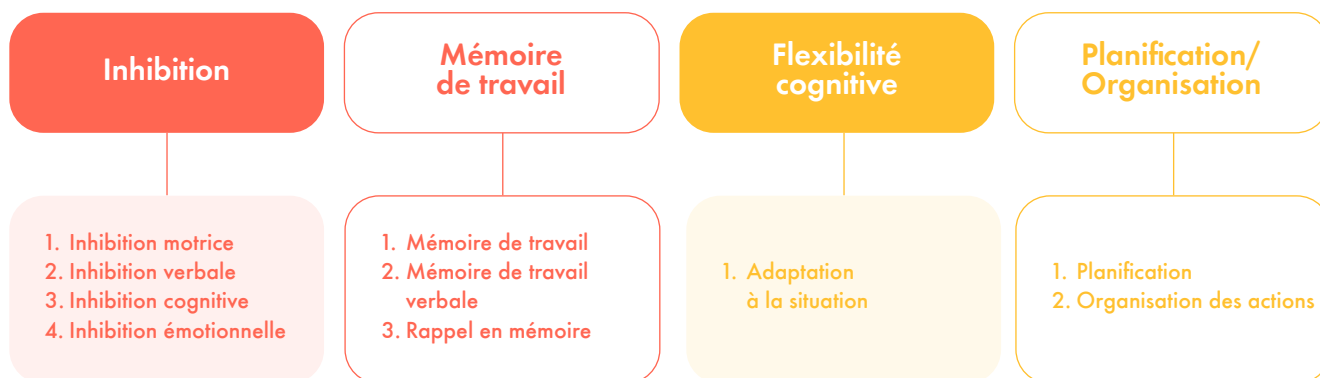 Inhibition
1. Inhibition motrice
2. Inhibition verbale
3. Inhibition cognitive
4. Inhibition émotionnelle
Mémoire
de travail
1. Mémoire de travail
2. Mémoire de travail
verbale
3. Rappel en mémoire
Flexibilité
cognitive
1. Adaptation
à la situation
Planification/
Organisation
1. Planification
2. Organisation des actions